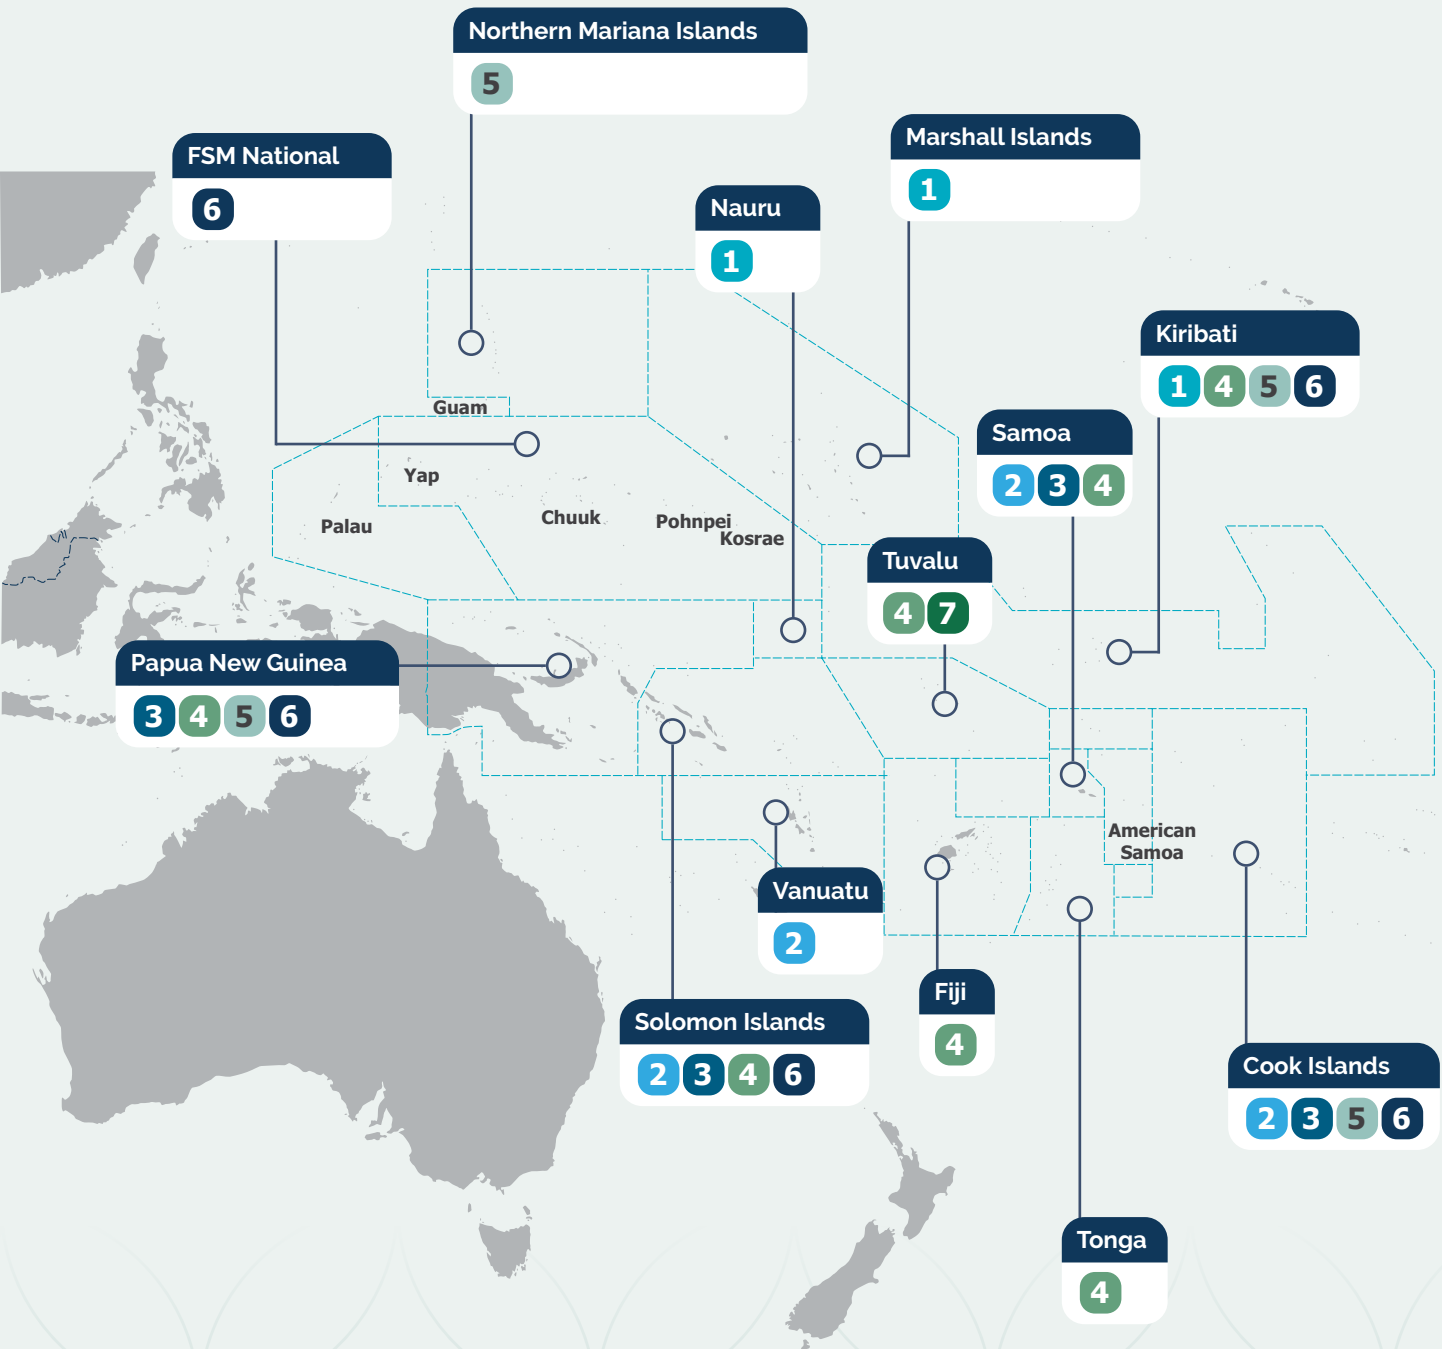 Northern Mariana Islands
5
Marshall Islands
1
FSM National
6
Nauru
1
Kiribati
1 4 5 6
Guam
Samoa
2 3 4
Yap
Palau
Chuuk
Pohnpei
Kosrae
Tuvalu
4 7
Papua New Guinea
3 4 5 6
American
Samoa
Vanuatu
2
Fiji
4
Solomon Islands
2 3 4 6
Cook Islands
2 3 5 6
Tonga
4